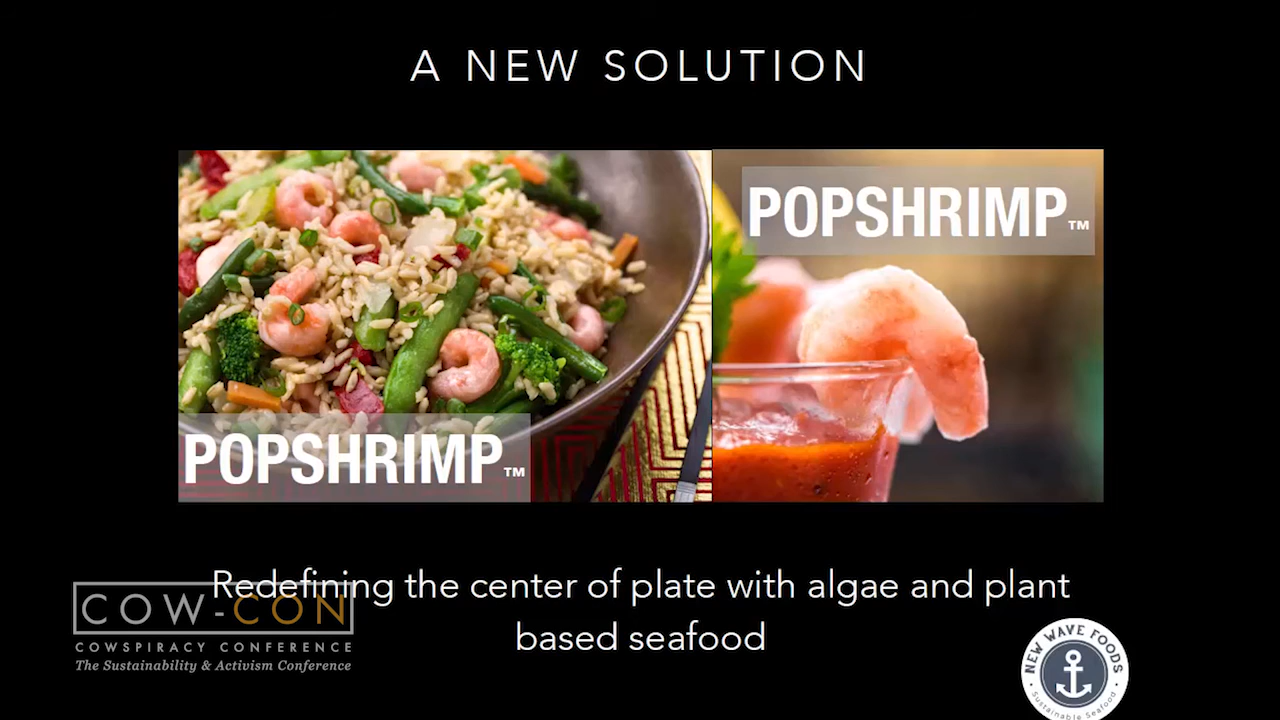 A NEW SOLUTION
POPSHRIMP™
POPSHRIMP™
Redefining the center of plate with algae and plant
based seafood
COW-CON
COWSPIRACY CONFERENCE
The Sustainability & Activism Conference
NEW WAVE FOODS
Sustainable Seafood